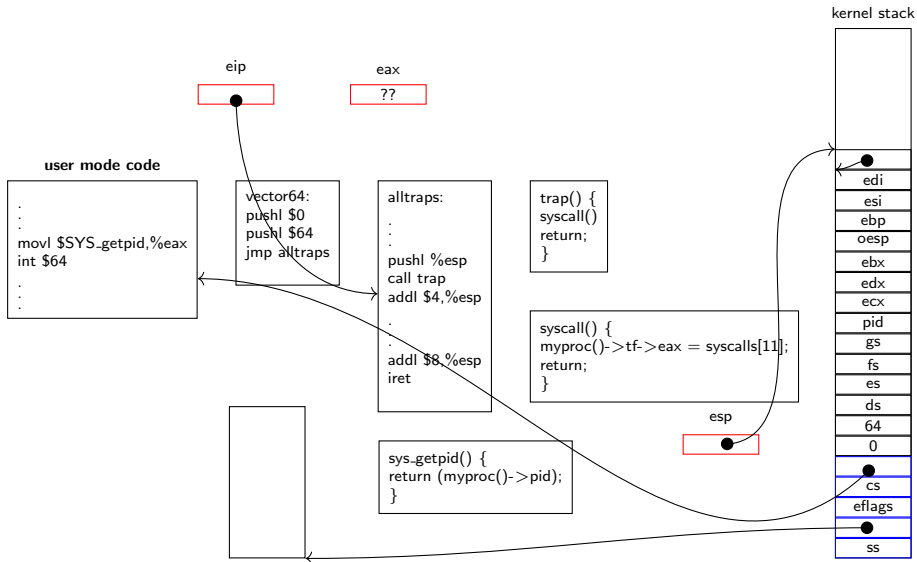 kernel stack
eip
eax
??
user mode code
.
.
.
movl $SYS_getpid,%eax
int $64
.
.
.
vector64:
pushl $0
pushl $64
jmp alltraps
alltraps:
.
.
.
pushl %esp
call trap
addl $4,%esp
.
.
.
addl $8,%esp
iret
trap() {
syscall()
return;
}
syscall() {
myproc()->tf->eax = syscalls[11];
return;
}
sys_getpid() {
return (myproc()->pid);
}
esp
edi
esi
ebp
oesp
ebx
edx
ecx
pid
gs
fs
es
ds
64
0
cs
eflags
ss